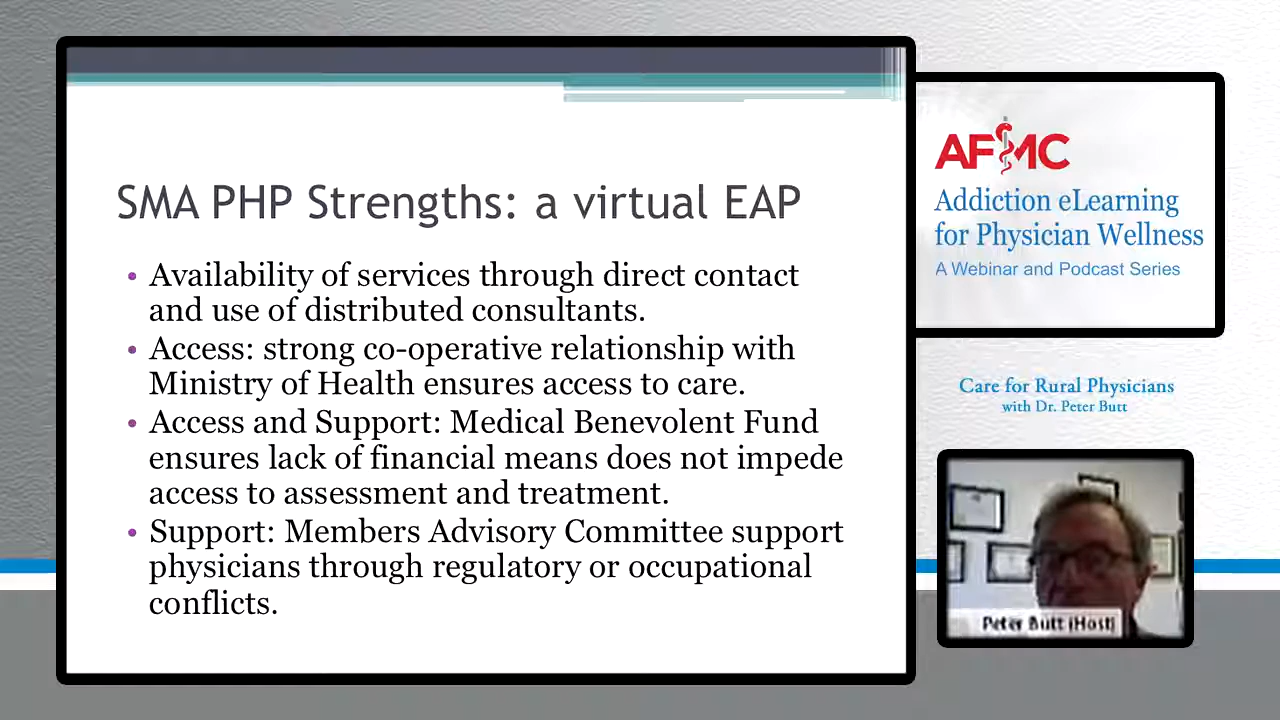 SMA PHP Strengths: a virtual EAP
• Availability of services through direct contact
and use of distributed consultants.
• Access: strong co-operative relationship with
Ministry of Health ensures access to care.
• Access and Support: Medical Benevolent Fund
ensures lack of financial means does not impede
access to assessment and treatment.
• Support: Members Advisory Committee support
physicians through regulatory or occupational
conflicts.
AFMC
Addiction eLearning
for Physician Wellness
A Webinar and Podcast Series
Care for Rural Physicians
with Dr. Peter Butt
Peter Butt (Host)